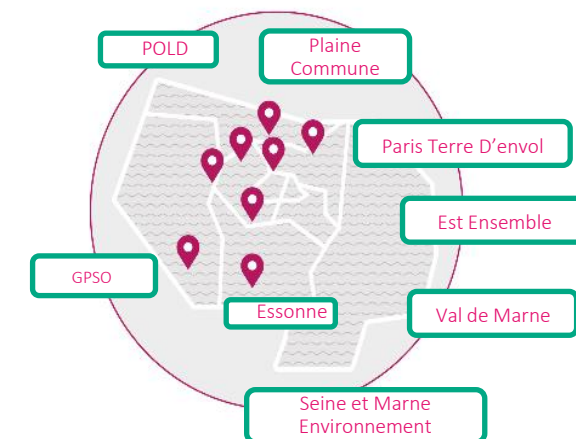 POLD
Plaine
Commune
Paris Terre D'envol
Est Ensemble
GPSO
Essonne
Val de Marne
Seine et Marne
Environnement